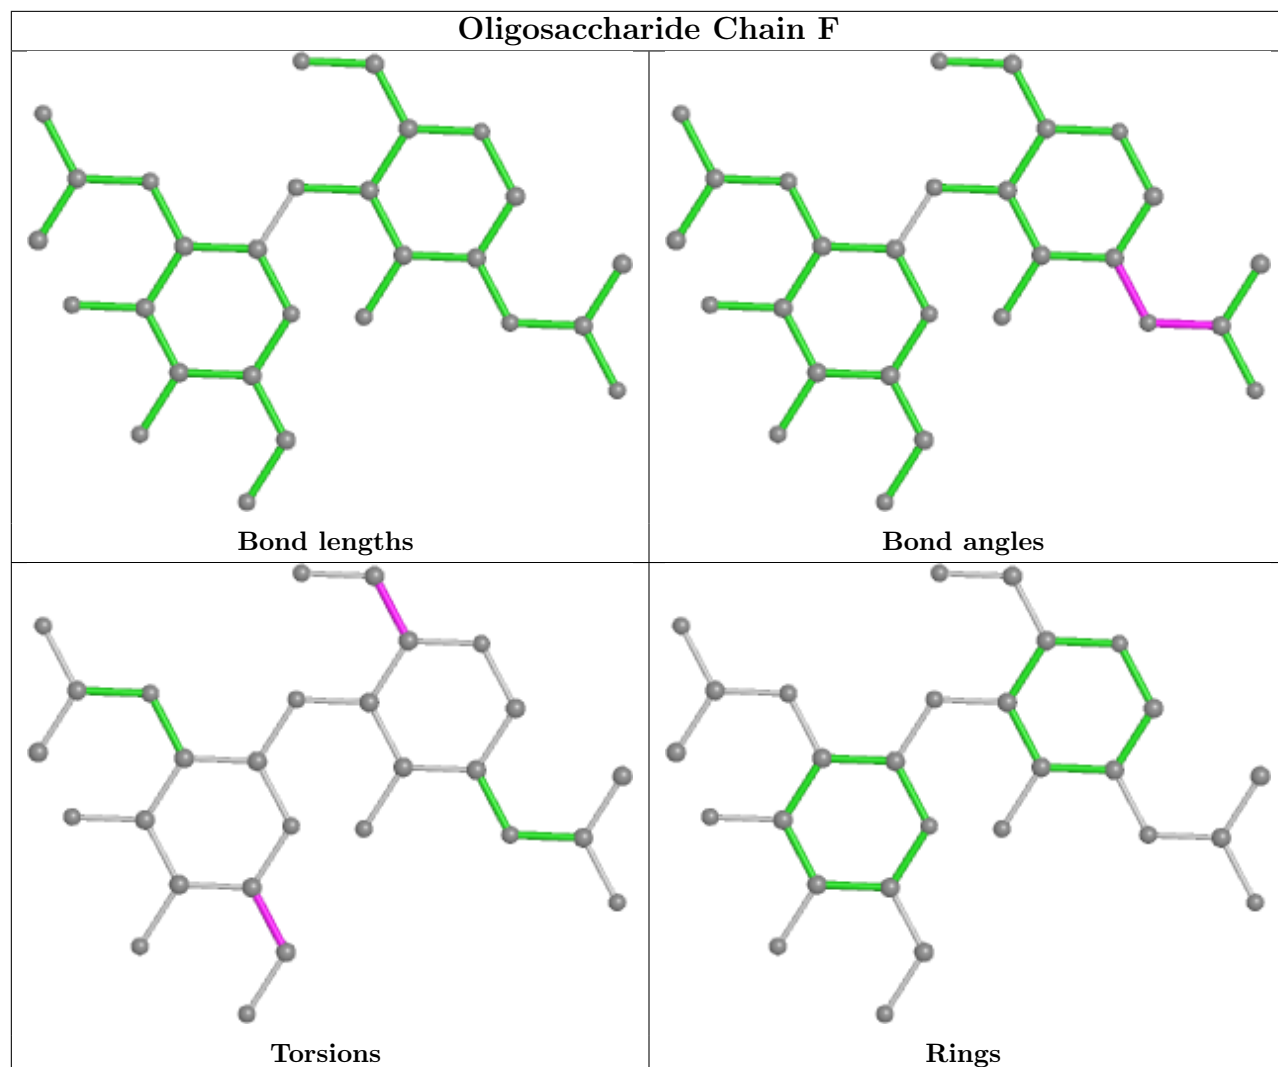 Oligosaccharide Chain F
Bond lengths
Bond angles
Torsions
Rings